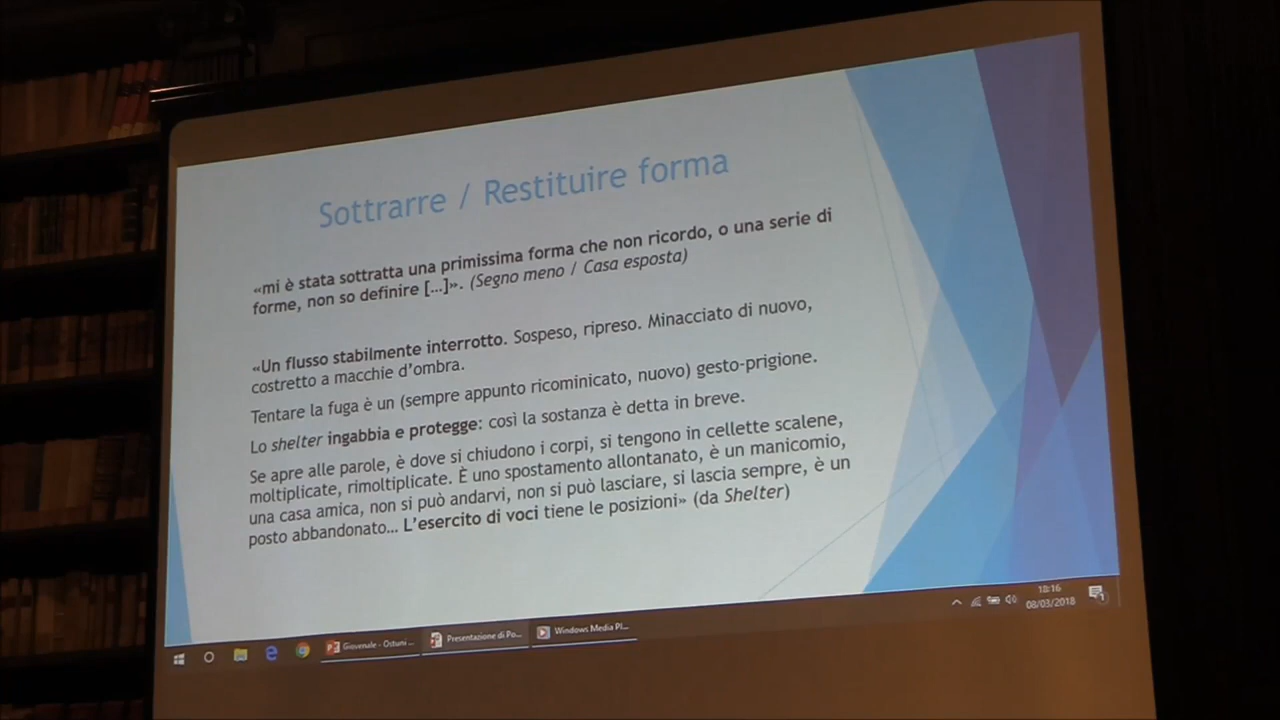 Sottrarre / Restituire forma
«mi è stata sottratta una primissima forma che non ricordo, o una serie di
forme, non so definire […]». (Segno meno / Casa esposta)
«Un flusso stabilmente interrotto. Sospeso, ripreso. Minacciato di nuovo,
costretto a macchie d'ombra.
Tentare la fuga è un (sempre appunto ricominicato, nuovo) gesto-prigione.
Lo shelter ingabbia e protegge: così la sostanza è detta in breve.
Se apre alle parole, è dove si chiudono i corpi, si tengono in cellette scalene,
moltiplicate, rimoltiplicate. È uno spostamento allontanato, è un manicomio,
una casa amica, non si può andarvi, non si può lasciare, si lascia sempre, è un
posto abbandonato… L'esercito di voci tiene le posizioni» (da Shelter)
18:16
08/03/2018
Giovenale - Ostuni ...
Presentazione di Po...
Windows Media Pl...